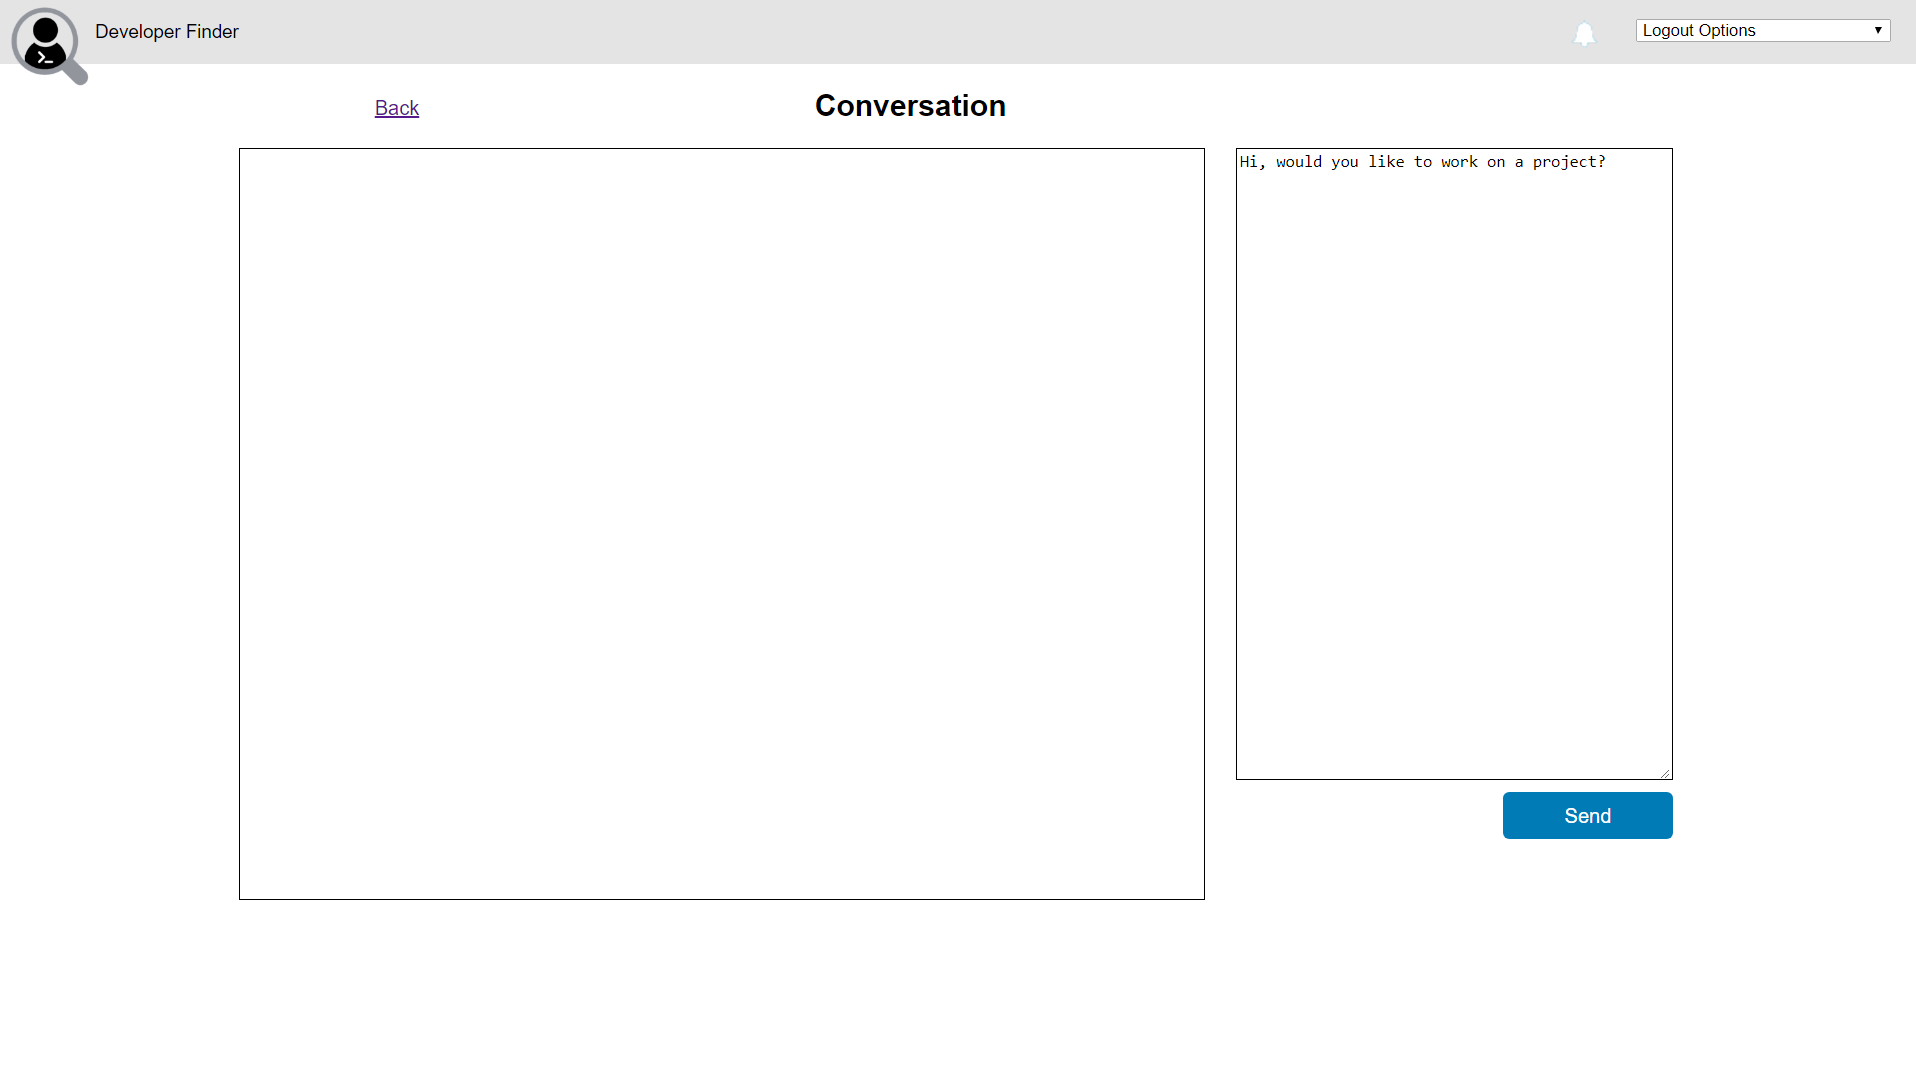 Developer Finder
Logout Options
Back
Conversation
Hi, would you like to work on a project?
Send